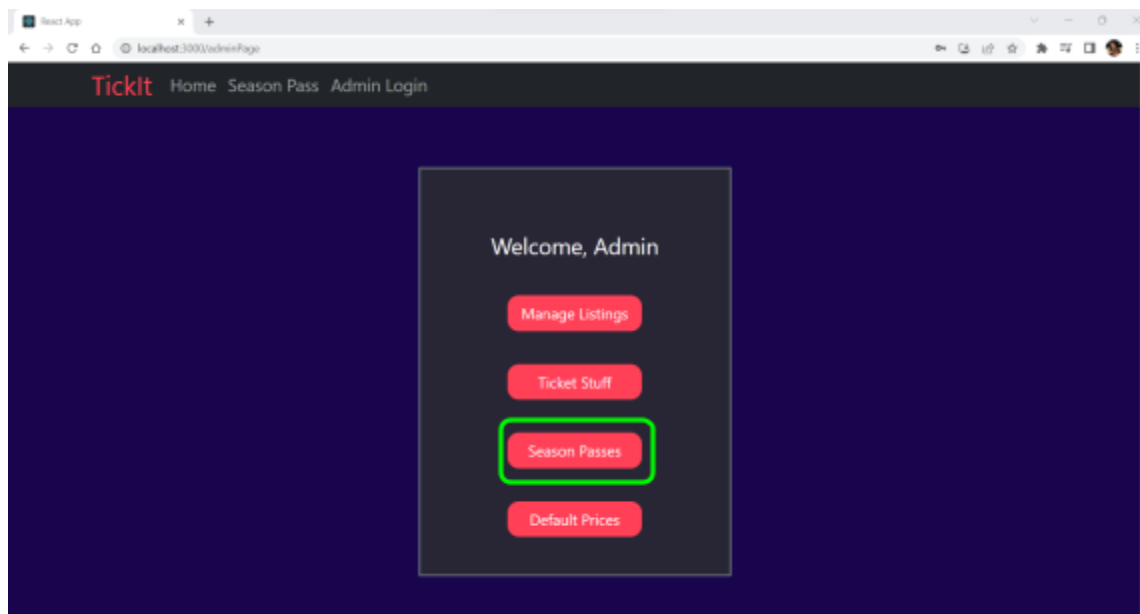 React App
localhost:3000/adminPage
TickIt Home Season Pass Admin Login
Welcome, Admin
Manage Listings
Ticket Stuff
Season Passes
Default Prices